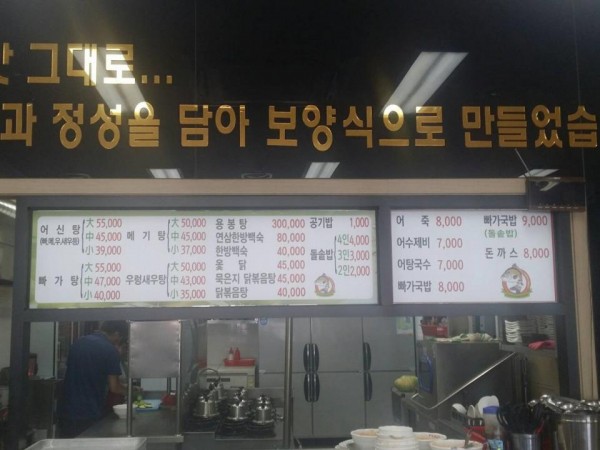 맛 그대로...
과 정성을 담아 보양식으로 만들었습
어 신 탕
大 55,000
中 45,000
小 39,000
메 기 탕
大 50,000
中 45,000
小 37,000
빠 가 탕
大 55,000
中 47,000
小 40,000
우렁새우탕
大 50,000
中 43,000
小 35,000
용 봉 탕 300,000
연삼한방백숙 80,000
한방백숙 40,000
옻 닭 45,000
묵은지 닭볶음탕 45,000
닭볶음탕 40,000
공기밥 1,000
돌솥밥
4인4,000
3인3,000
2인2,000
어 죽 8,000
어수제비 7,000
어탕국수 7,000
빠가국밥 8,000
빠가국밥 9,000
(돌솥밥)
돈 까 스 8,000